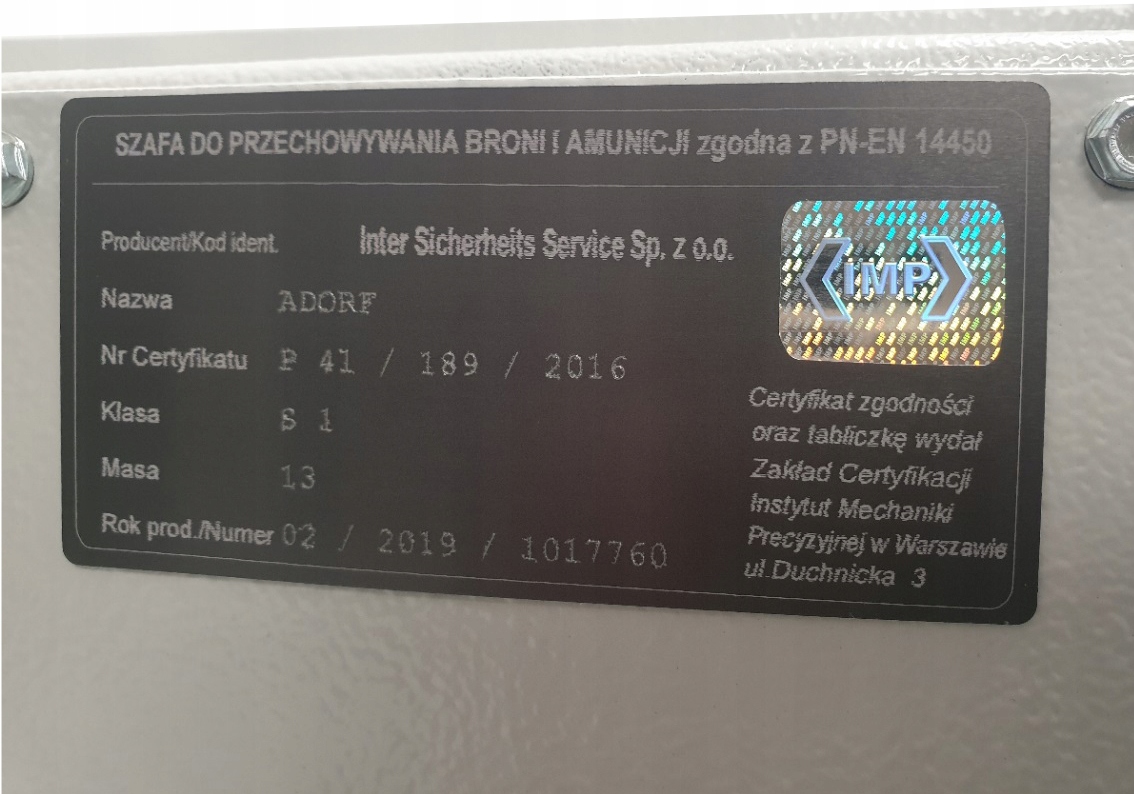 SZAFA DO PRZECHOWYWANIA BRONI I AMUNICJI zgodna z PN-EN 14450
Producent/Kod ident. Inter Sicherheits Service Sp. z o.o.
Nazwa ADORF
Nr Certyfikatu P 41 / 189 / 2016
Klasa S 1
Masa 13
Rok prod./Numer 02 / 2019 / 1017760
IMP
Certyfikat zgodności
oraz tabliczkę wydał
Zakład Certyfikacji
Instytut Mechaniki
Precyzyjnej w Warszawie
ul.Duchnicka 3